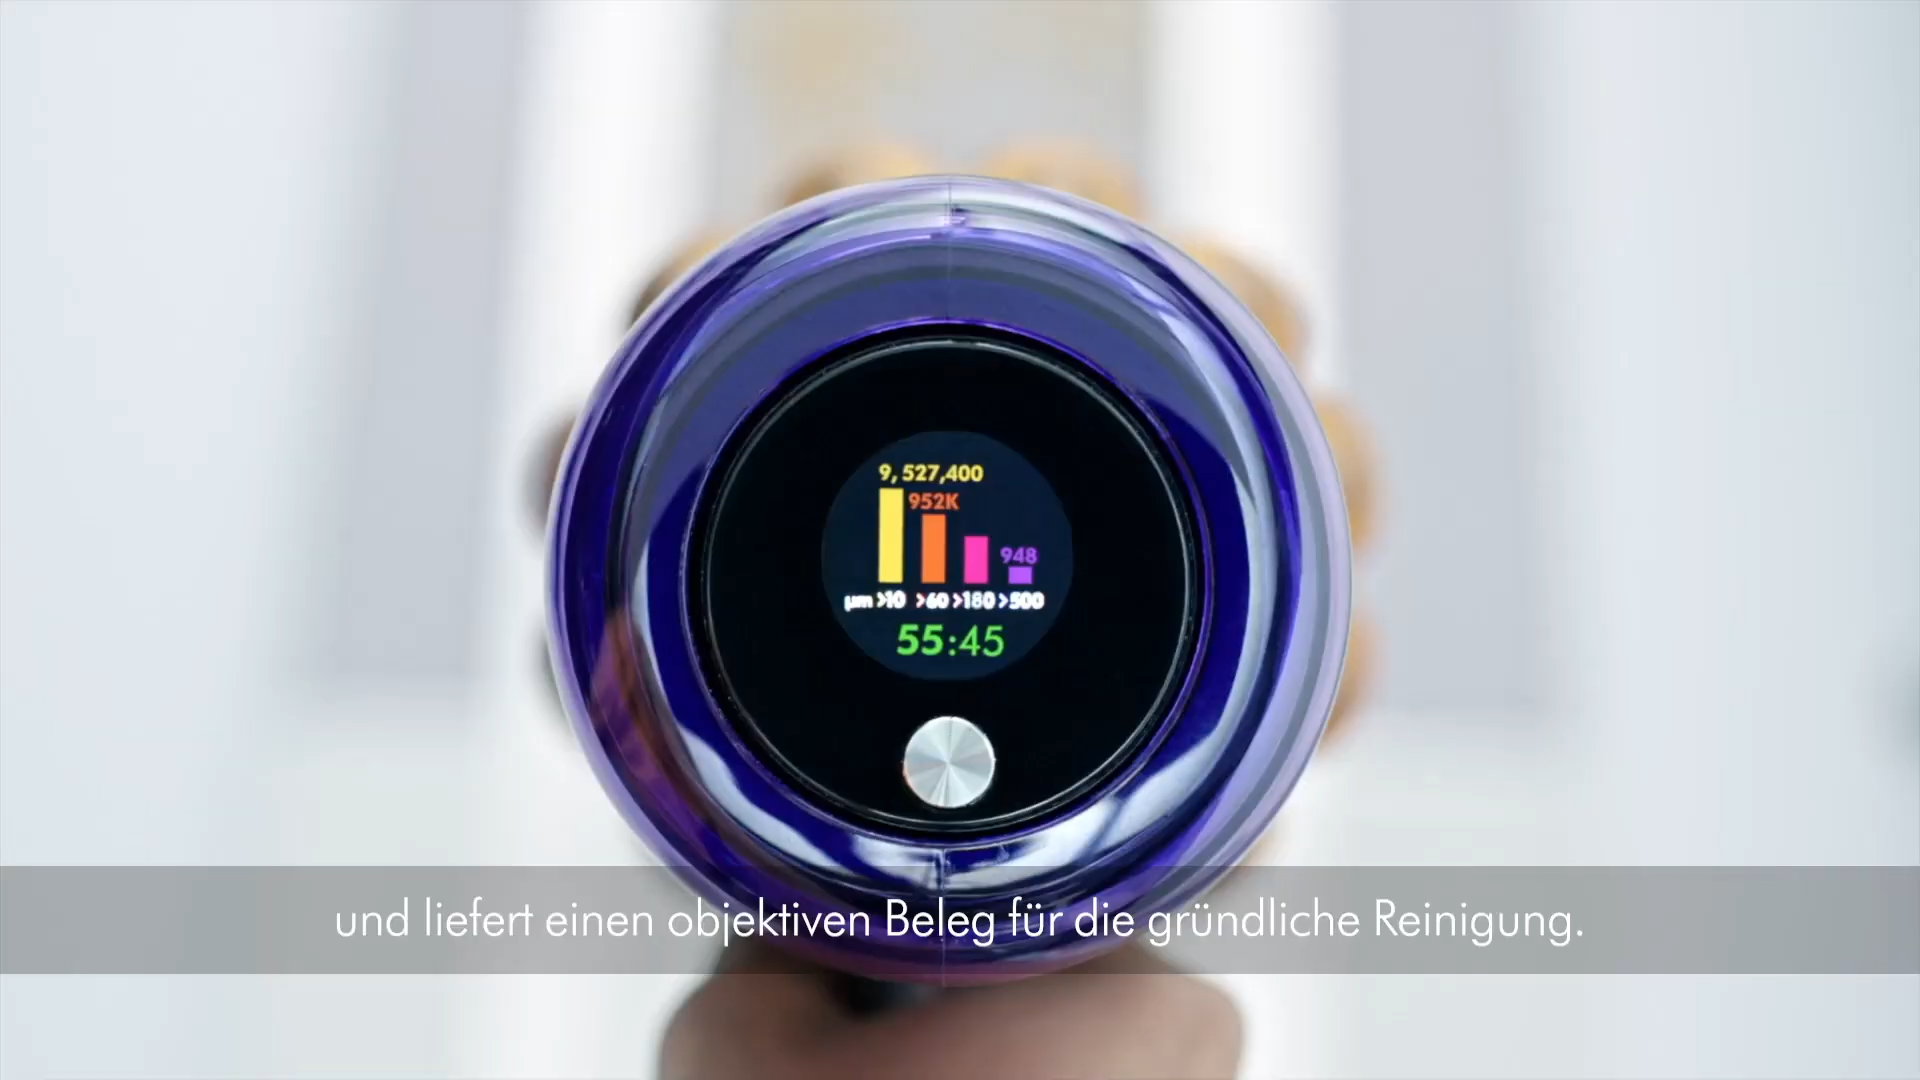 9,527,400
952K
948
µm >10 >60 >180 >500
55:45
und liefert einen objektiven Beleg für die gründliche Reinigung.